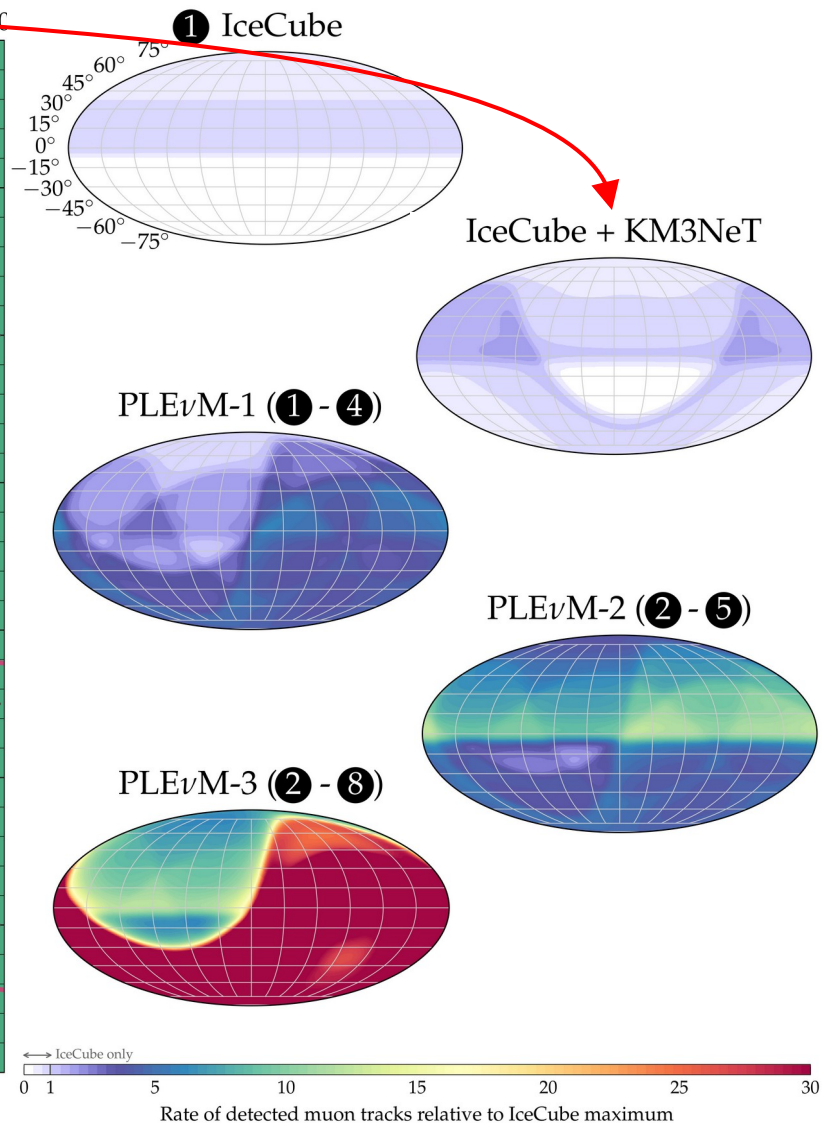 ❶ IceCube
75°
60°
45°
30°
15°
0°
−15°
−30°
−45°
−60°
−75°
IceCube + KM3NeT
PLEνM-1 (❶ - ❹)
PLEνM-2 (❷ - ❺)
PLEνM-3 (❷ - ❽)
IceCube only
0 1 5 10 15 20 25 30
Rate of detected muon tracks relative to IceCube maximum